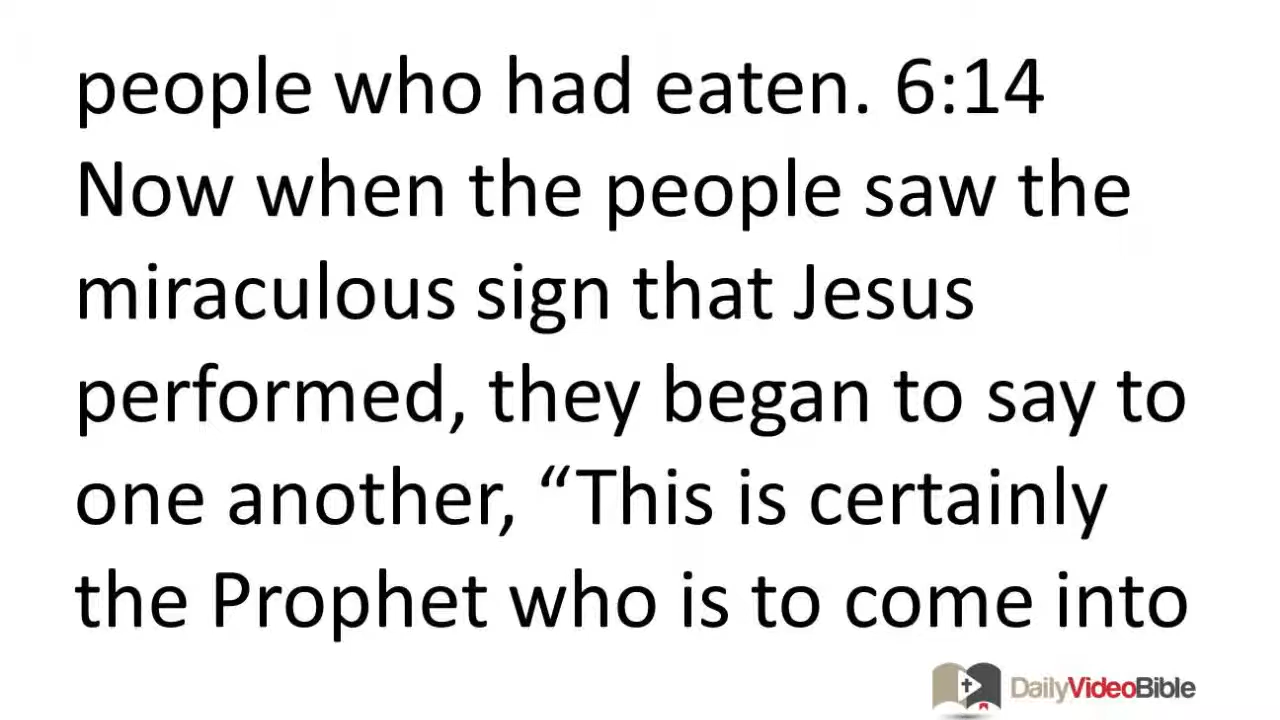 people who had eaten. 6:14
Now when the people saw the
miraculous sign that Jesus
performed, they began to say to
one another, “This is certainly
the Prophet who is to come into
DailyVideoBible